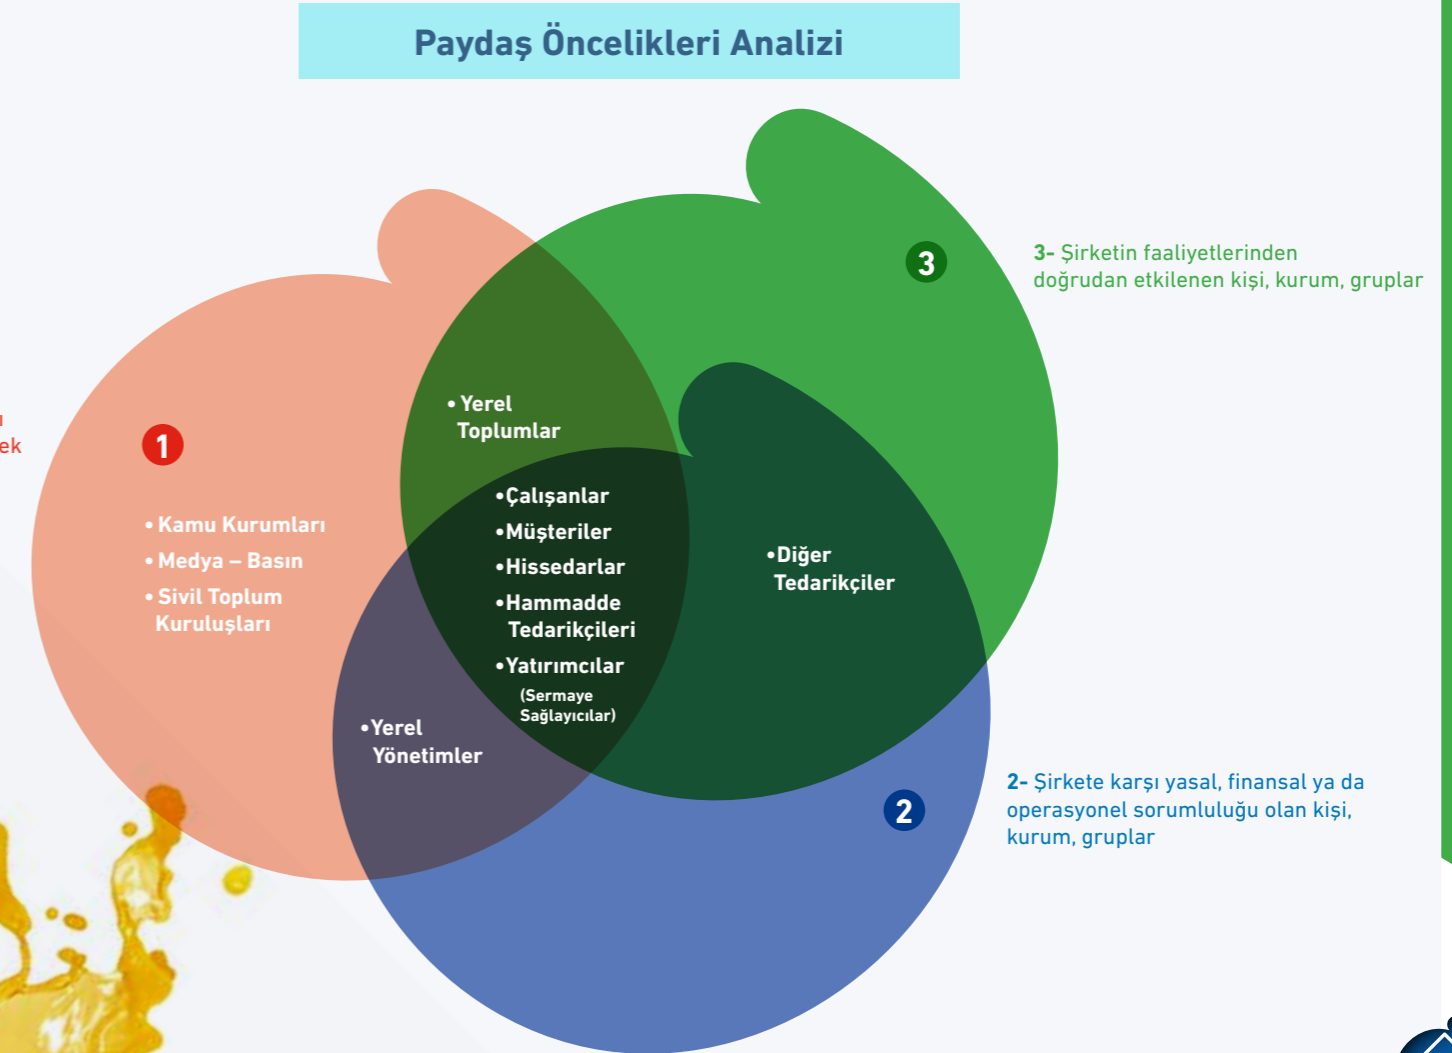 Paydaş Öncelikleri Analizi
3
3- Şirketin faaliyetlerinden
doğrudan etkilenen kişi, kurum, gruplar
1
• Kamu Kurumları
• Medya – Basın
• Sivil Toplum
Kuruluşları
• Yerel
Toplumlar
•Çalışanlar
•Müşteriler
•Hissedarlar
•Hammadde
Tedarikçileri
•Yatırımcılar
(Sermaye
Sağlayıcılar)
•Diğer
Tedarikçiler
•Yerel
Yönetimler
2
2- Şirkete karşı yasal, finansal ya da
operasyonel sorumluluğu olan kişi,
kurum, gruplar